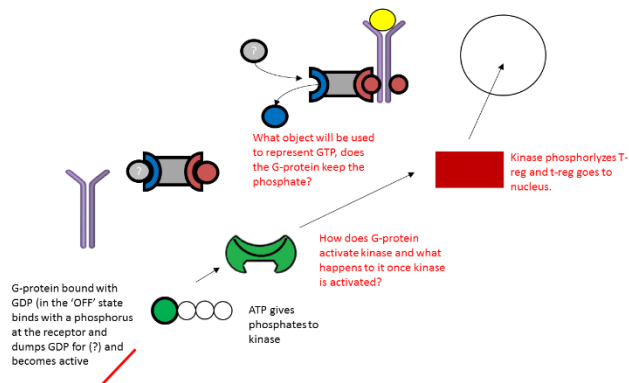 ?
What object will be used
to represent GTP, does
the G-protein keep the
phosphate?
?
Kinase phosphorlyzes T-
reg and t-reg goes to
nucleus.
How does G-protein
activate kinase and what
happens to it once kinase
is activated?
G-protein bound with
GDP (in the ‘OFF’ state
binds with a phosphorus
at the receptor and
dumps GDP for (?) and
becomes active
ATP gives
phosphates to
kinase